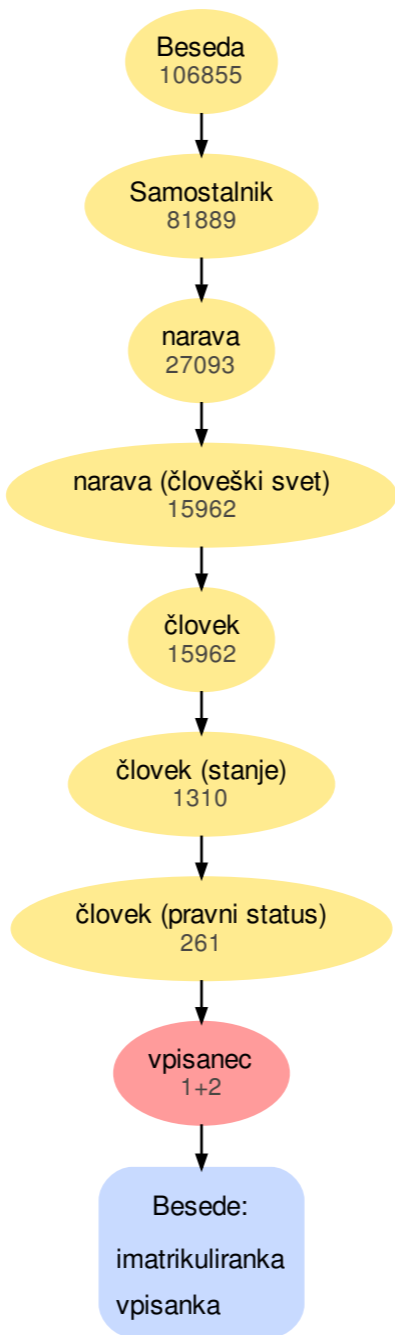 Beseda
106855
Samostalnik
81889
narava
27093
narava (človeški svet)
15962
človek
15962
človek (stanje)
1310
človek (pravni status)
261
vpisanec
1+2
Besede:
imatrikuliranka
vpisanka